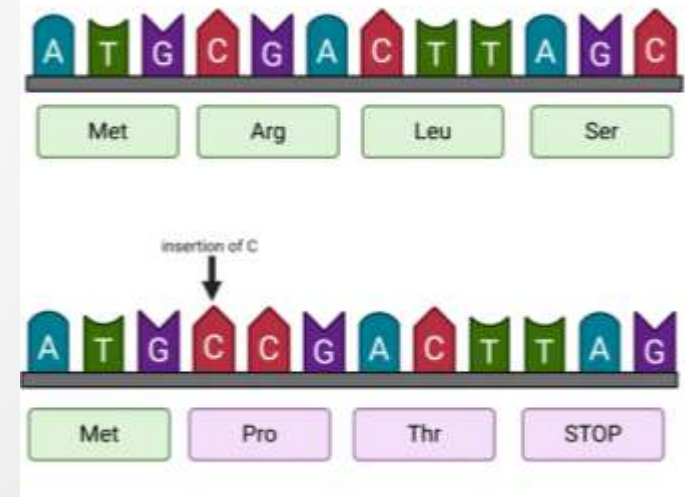 A T G C G A C T T A G C
Met Arg Leu Ser
insertion of C
A T G C C G A C T T A G
Met Pro Thr STOP